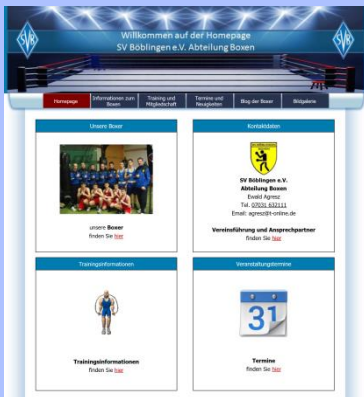 Willkommen auf der Homepage
SV Böblingen e.V. Abteilung Boxen
SVB
SVB
Homepage
Informationen zum Boxen
Training und Mitgliedschaft
Termine und Neuigkeiten
Blog der Boxer
Bildgalerie
Unsere Boxer
unsere Boxer
finden Sie hier
Kontaktdaten
SV Böblingen e.V.
Abteilung Boxen
Ewald Agresz
Tel. 07031 632111
Email: agresz@t-online.de
Vereinsführung und Ansprechpartner
finden Sie hier
Trainingsinformationen
Trainingsinformationen
finden Sie hier
Veranstaltungstermine
31
Termine
finden Sie hier